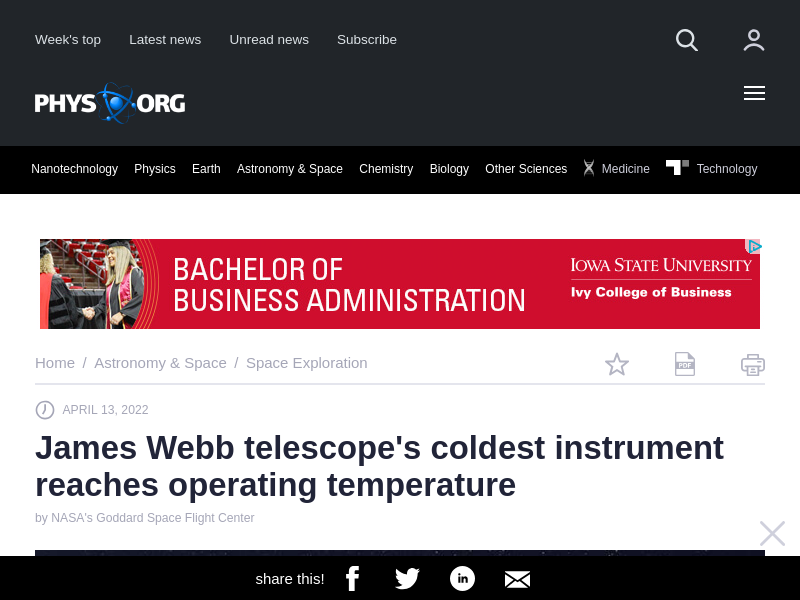 Week's top Latest news Unread news Subscribe
PHYS ORG
Nanotechnology Physics Earth Astronomy & Space Chemistry Biology Other Sciences Medicine Technology
BACHELOR OF
BUSINESS ADMINISTRATION
IOWA STATE UNIVERSITY
Ivy College of Business
Home / Astronomy & Space / Space Exploration
PDF
APRIL 13, 2022
James Webb telescope's coldest instrument
reaches operating temperature
by NASA's Goddard Space Flight Center
share this!
in